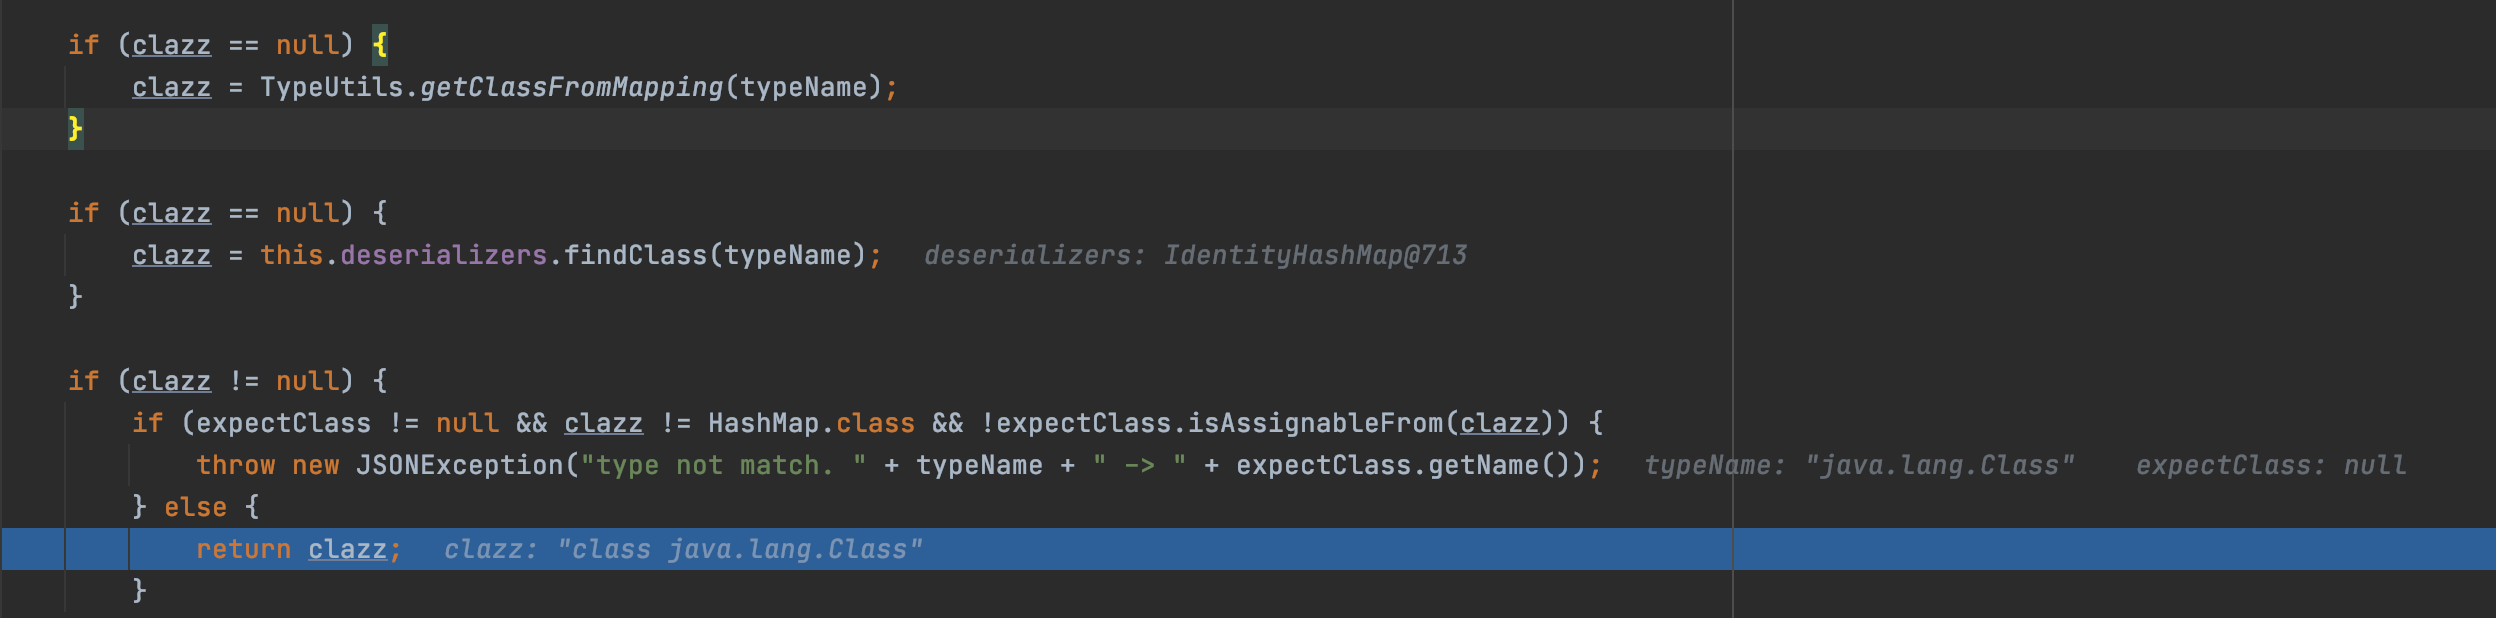 if (clazz == null) {
    clazz = TypeUtils.getClassFromMapping(typeName);
}
if (clazz == null) {
    clazz = this.deserializers.findClass(typeName);   deserializers: IdentityHashMap@713
}
if (clazz != null) {
    if (expectClass != null && clazz != HashMap.class && !expectClass.isAssignableFrom(clazz)) {
        throw new JSONException("type not match. " + typeName + " -> " + expectClass.getName());   typeName: "java.lang.Class"    expectClass: null
    } else {
        return clazz;   clazz: "class java.lang.Class"
    }